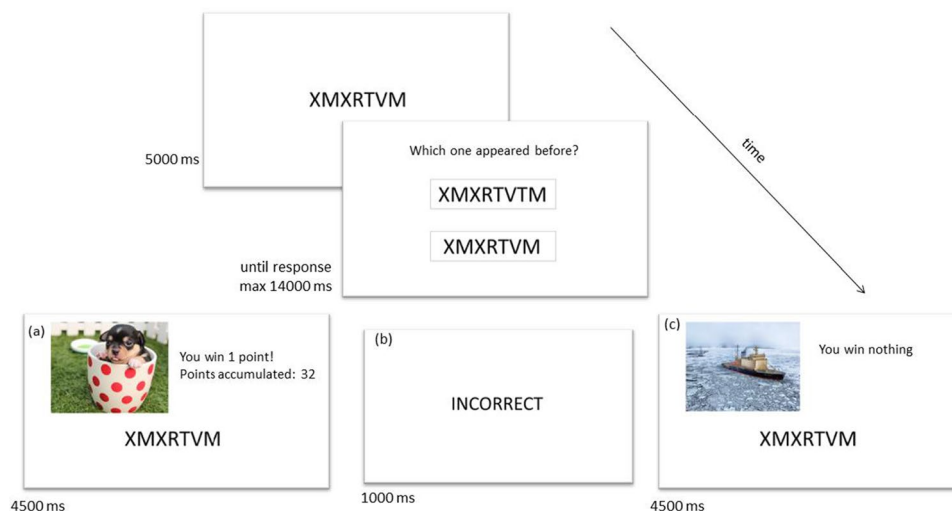 XMXRTVM
5000 ms
Which one appeared before?
XMXRTVTM
XMXRTVM
until response
max 14000 ms
time
(a)
You win 1 point!
Points accumulated: 32
XMXRTVM
4500 ms
(b)
INCORRECT
1000 ms
(c)
You win nothing
XMXRTVM
4500 ms